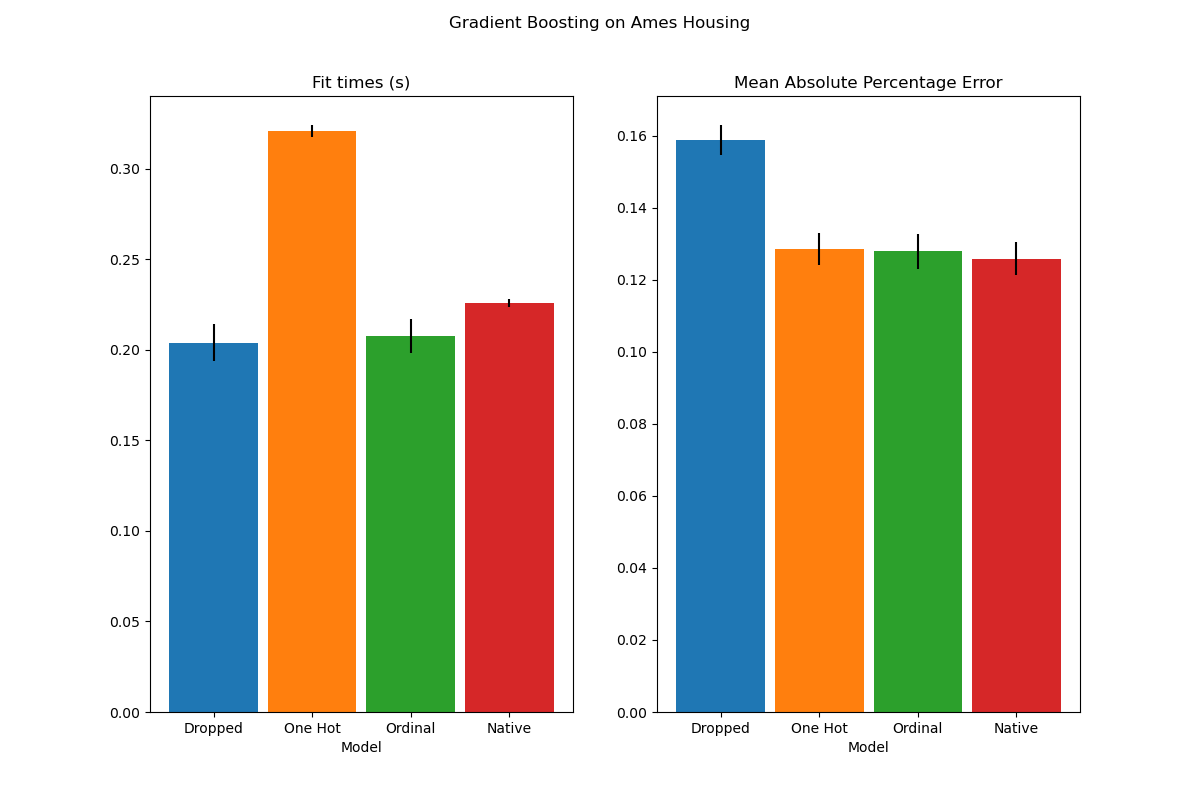 Gradient Boosting on Ames Housing
Fit times (s)
0.30
0.25
0.20
0.15
0.10
0.05
0.00
Dropped One Hot Ordinal Native
Model
Mean Absolute Percentage Error
0.16
0.14
0.12
0.10
0.08
0.06
0.04
0.02
0.00
Dropped One Hot Ordinal Native
Model